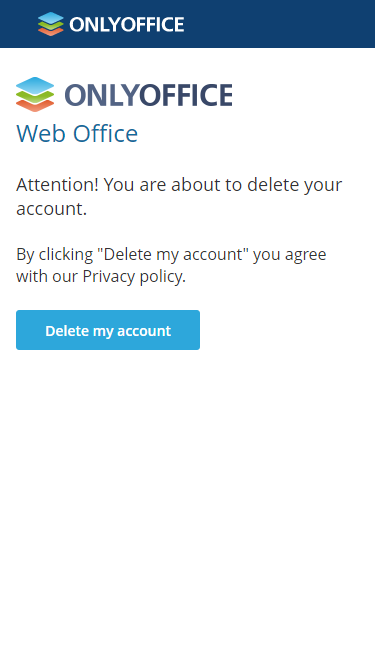 ONLYOFFICE
ONLYOFFICE
Web Office
Attention! You are about to delete your
account.
By clicking "Delete my account" you agree
with our Privacy policy.
Delete my account